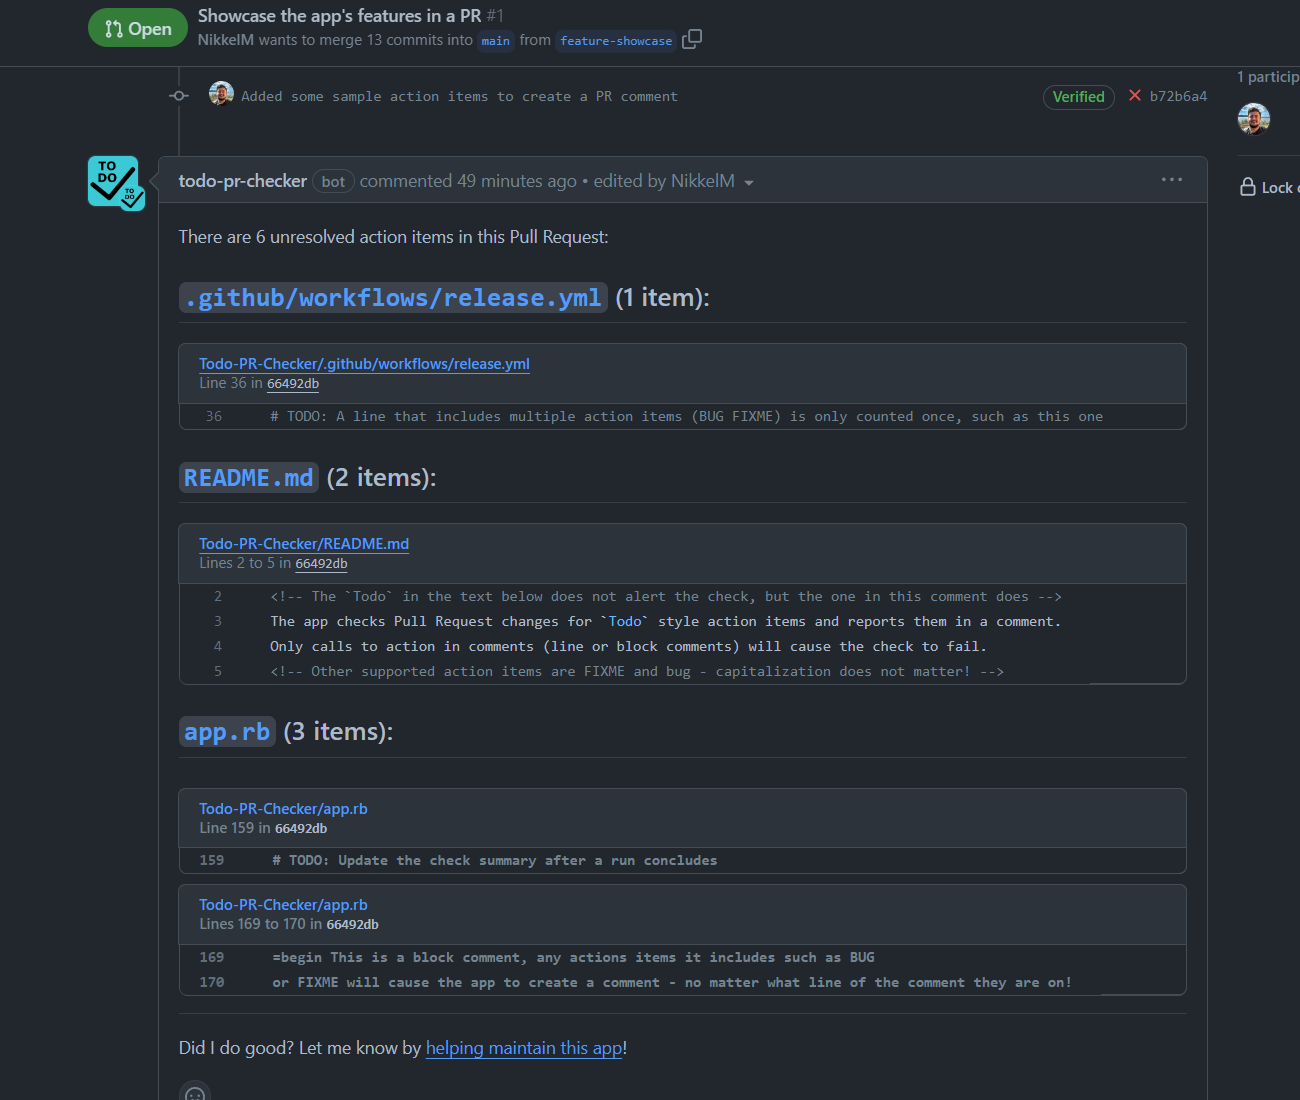 Open
Showcase the app's features in a PR #1
NikkelM wants to merge 13 commits into main from feature-showcase
1 particip
Added some sample action items to create a PR comment
Verified
b72b6a4
Lock
TO
DO
TO
DO
todo-pr-checker bot commented 49 minutes ago • edited by NikkelM
There are 6 unresolved action items in this Pull Request:
.github/workflows/release.yml (1 item):
Todo-PR-Checker/.github/workflows/release.yml
Line 36 in 66492db
36 # TODO: A line that includes multiple action items (BUG FIXME) is only counted once, such as this one
README.md (2 items):
Todo-PR-Checker/README.md
Lines 2 to 5 in 66492db
2 <!-- The `Todo` in the text below does not alert the check, but the one in this comment does -->
3 The app checks Pull Request changes for `Todo` style action items and reports them in a comment.
4 Only calls to action in comments (line or block comments) will cause the check to fail.
5 <!-- Other supported action items are FIXME and bug - capitalization does not matter! -->
app.rb (3 items):
Todo-PR-Checker/app.rb
Line 159 in 66492db
159 # TODO: Update the check summary after a run concludes
Todo-PR-Checker/app.rb
Lines 169 to 170 in 66492db
169 =begin This is a block comment, any actions items it includes such as BUG
170 or FIXME will cause the app to create a comment - no matter what line of the comment they are on!
Did I do good? Let me know by helping maintain this app!